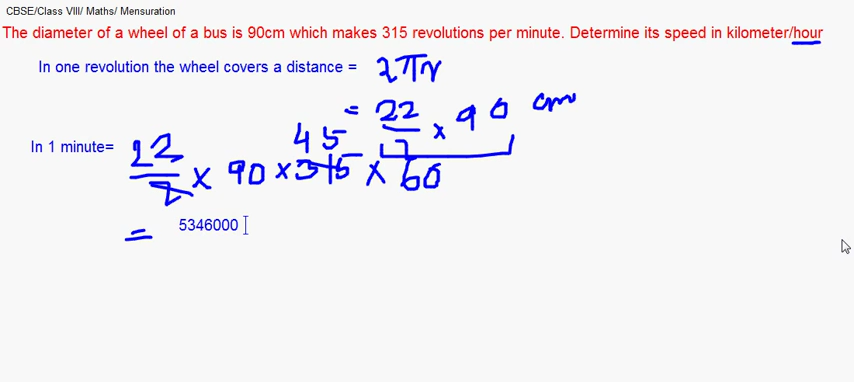 CBSE/Class VIII/ Maths/ Mensuration
The diameter of a wheel of a bus is 90cm which makes 315 revolutions per minute. Determine its speed in kilometer/hour
In one revolution the wheel covers a distance = 2πr
= 22/7 × 90 cm
45
In 1 minute= 22/7 × 90 × 315 × 60
= 5346000